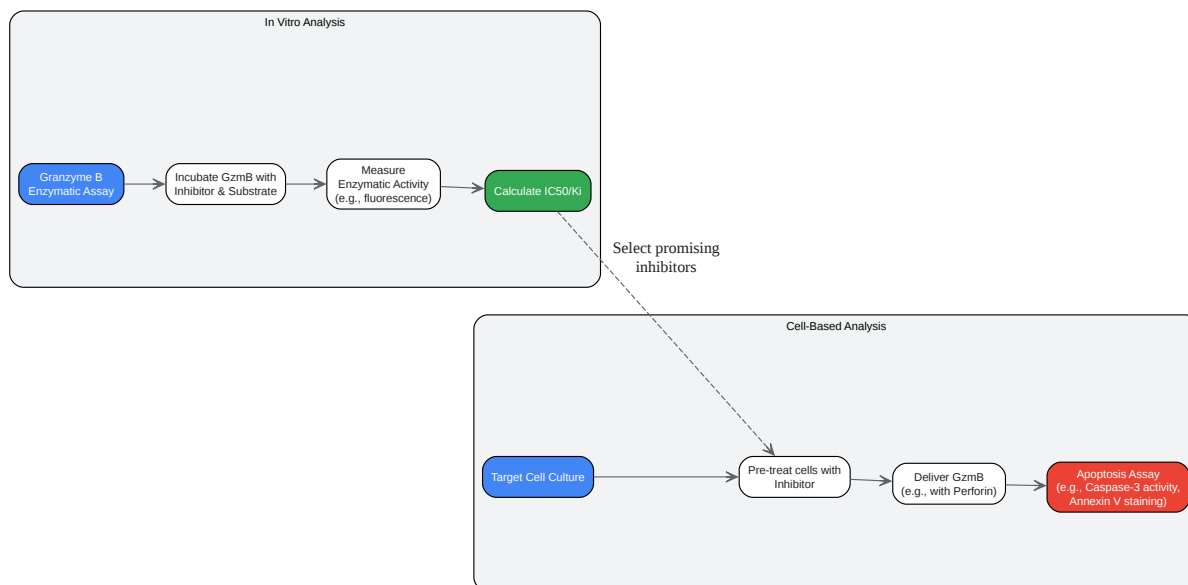 In Vitro Analysis
Granzyme B
Enzymatic Assay
Incubate GzmB with
Inhibitor & Substrate
Measure
Enzymatic Activity
(e.g., fluorescence)
Calculate IC50/Ki
Select promising
inhibitors
Cell-Based Analysis
Target Cell Culture
Pre-treat cells with
Inhibitor
Deliver GzmB
(e.g., with Perforin)
Apoptosis Assay
(e.g., Caspase-3 activity,
Annexin V staining)